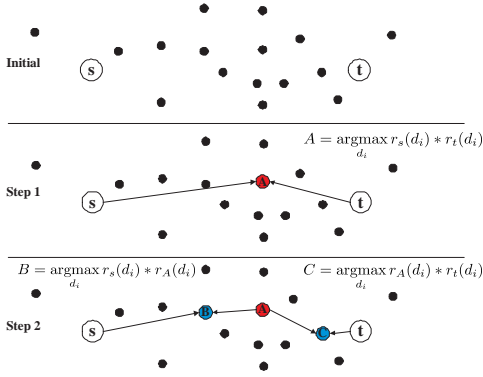 Initial
s
t
A = argmax r_s(d_i) * r_t(d_i)
d_i
Step 1
s
A
t
B = argmax r_s(d_i) * r_A(d_i)
d_i
C = argmax r_A(d_i) * r_t(d_i)
d_i
Step 2
s
B
A
C
t